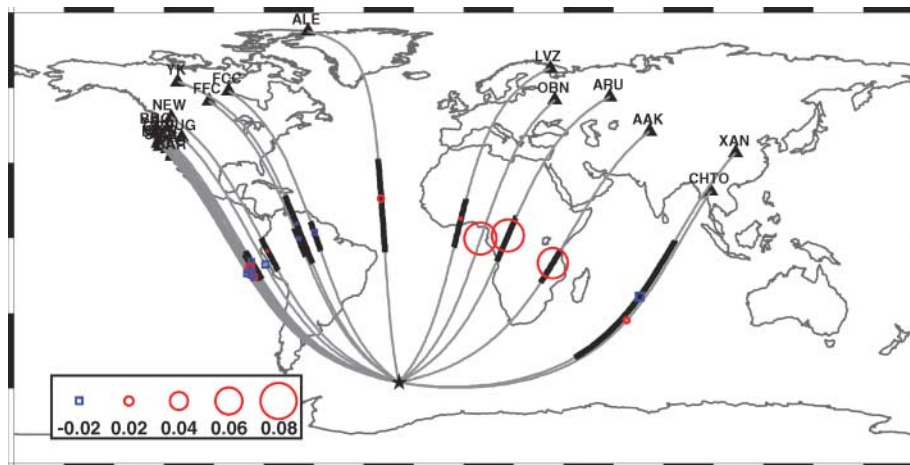 ALE
LVZ
YK
FCC
FFC
OBN
ARU
NEW
AAK
XAN
CHTO
-0.02 0.02 0.04 0.06 0.08